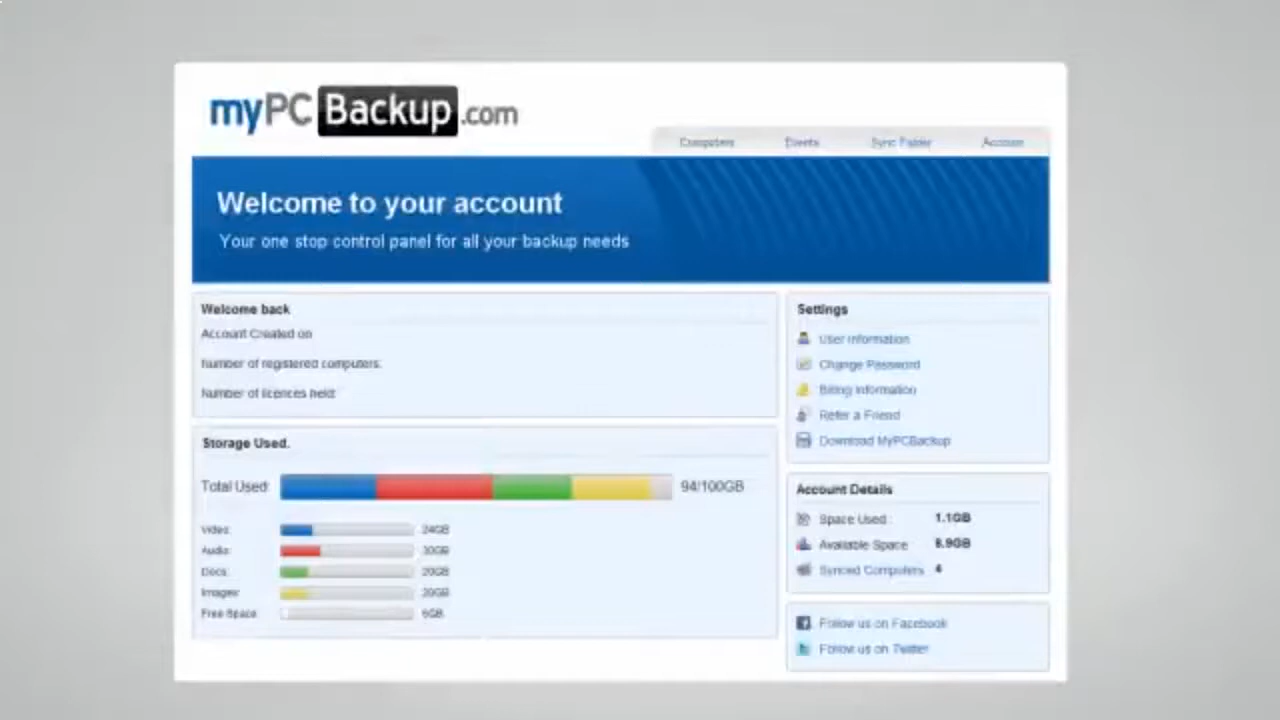 myPCBackup.com
Computers Events Sync Folder Account
Welcome to your account
Your one stop control panel for all your backup needs
Welcome back
Account Created on
Number of registered computers:
Number of licences held:
Storage Used.
Total Used: 94/100GB
Video: 24GB
Audio: 30GB
Docs: 20GB
Images: 20GB
Free Space: 6GB
Settings
User Information
Change Password
Billing Information
Refer a Friend
Download MyPCBackup
Account Details
Space Used : 1.1GB
Available Space 8.9GB
Synced Computers 4
Follow us on Facebook
Follow us on Twitter